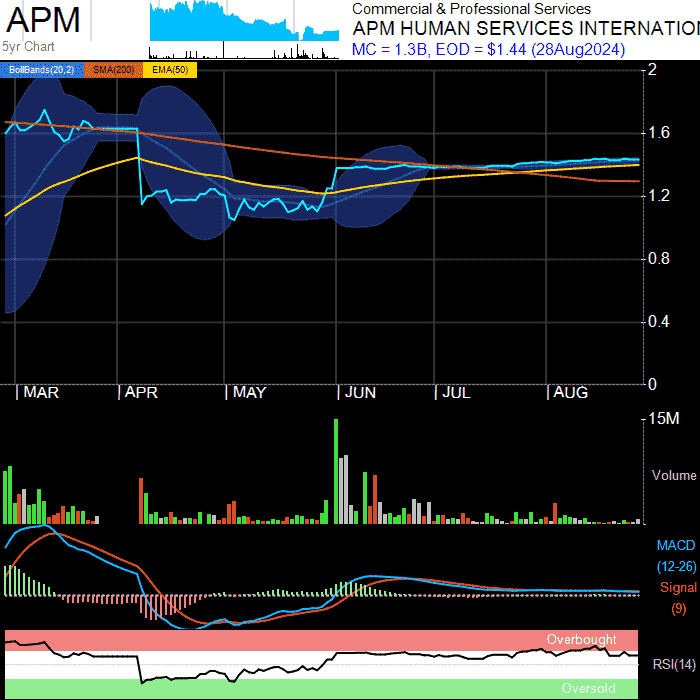 APM
5yr Chart
Commercial & Professional Services
APM HUMAN SERVICES INTERNATIO
MC = 1.3B, EOD = $1.44 (28Aug2024)
BollBands(20,2) SMA(200) EMA(50)
2
1.6
1.2
0.8
0.4
0
MAR APR MAY JUN JUL AUG
15M
Volume
MACD
(12-26)
Signal
(9)
Overbought
RSI(14)
Oversold